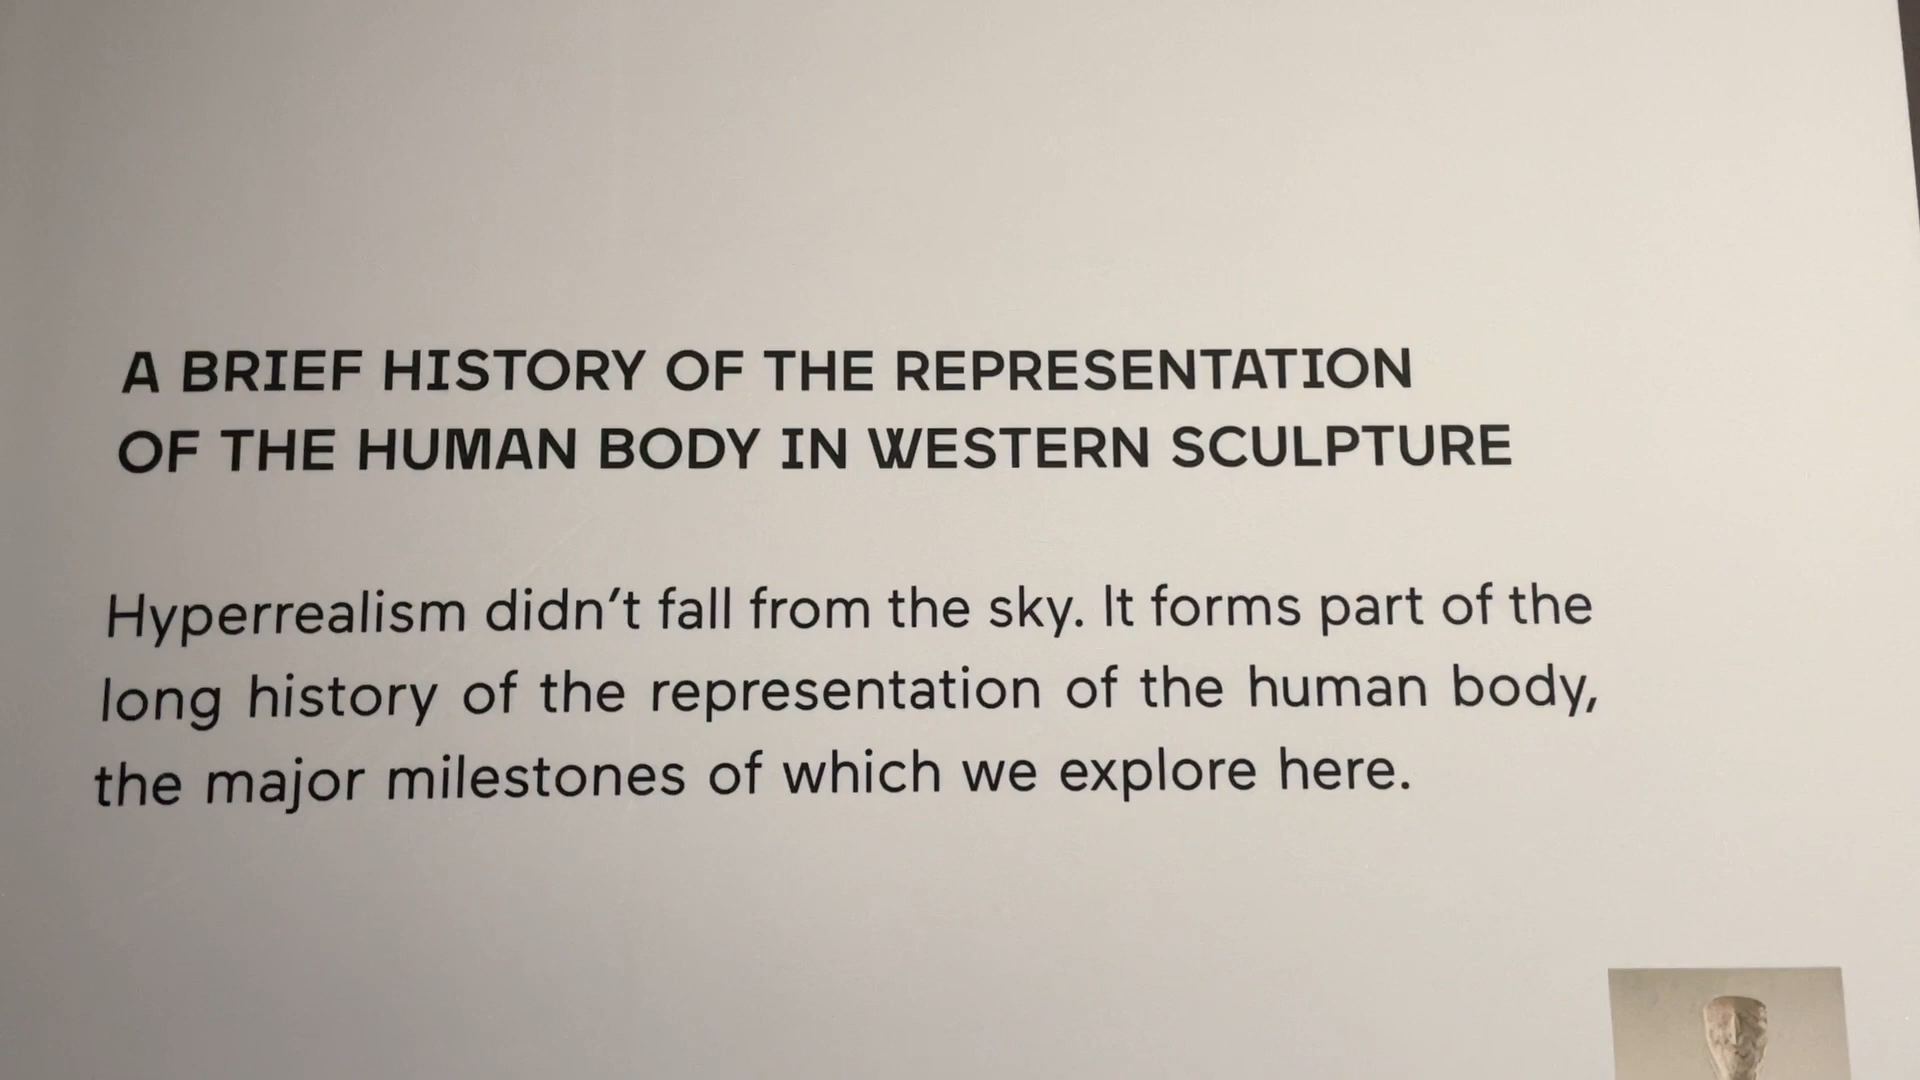 A BRIEF HISTORY OF THE REPRESENTATION
OF THE HUMAN BODY IN WESTERN SCULPTURE
Hyperrealism didn’t fall from the sky. It forms part of the
long history of the representation of the human body,
the major milestones of which we explore here.